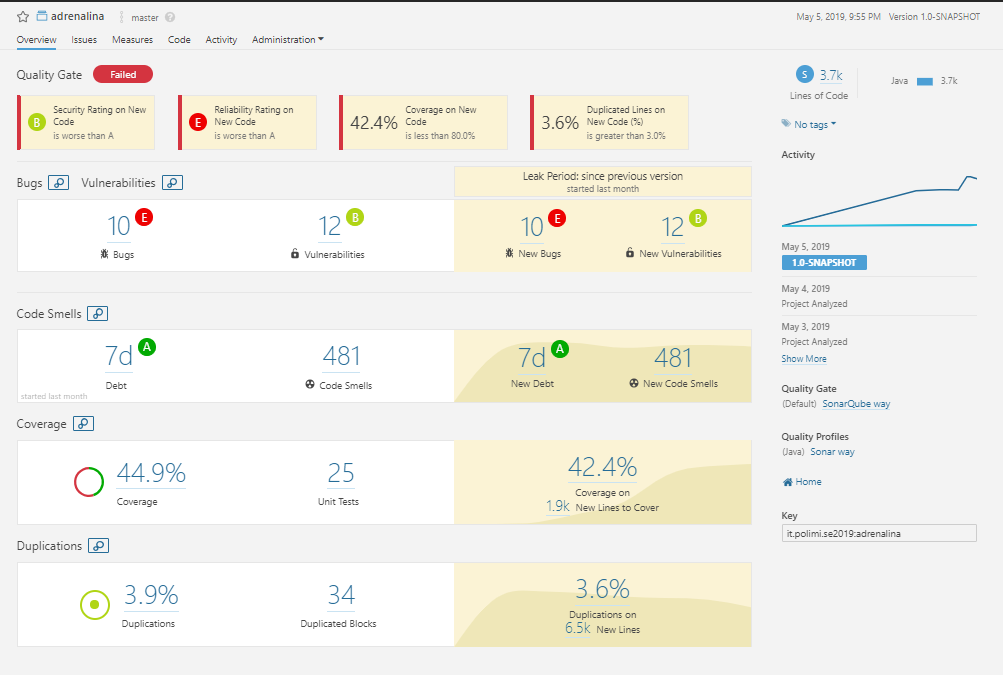 adrenalina
master
?
May 5, 2019, 9:55 PM Version 1.0-SNAPSHOT
Overview Issues Measures Code Activity Administration
Quality Gate Failed
B
Security Rating on New
Code
is worse than A
E
Reliability Rating on
New Code
is worse than A
42.4%
Coverage on New
Code
is less than 80.0%
3.6%
Duplicated Lines on
New Code (%)
is greater than 3.0%
Bugs Vulnerabilities
Leak Period: since previous version
started last month
10 E
Bugs
12 B
Vulnerabilities
10 E
New Bugs
12 B
New Vulnerabilities
Code Smells
7d A
Debt
started last month
481
Code Smells
7d A
New Debt
481
New Code Smells
Coverage
44.9%
Coverage
25
Unit Tests
42.4%
Coverage on
1.9k New Lines to Cover
Duplications
3.9%
Duplications
34
Duplicated Blocks
3.6%
Duplications on
6.5k New Lines
S 3.7k
Lines of Code
Java 3.7k
No tags
Activity
May 5, 2019
1.0-SNAPSHOT
May 4, 2019
Project Analyzed
May 3, 2019
Project Analyzed
Show More
Quality Gate
(Default) SonarQube way
Quality Profiles
(Java) Sonar way
Home
Key
it.polimi.se2019:adrenalina